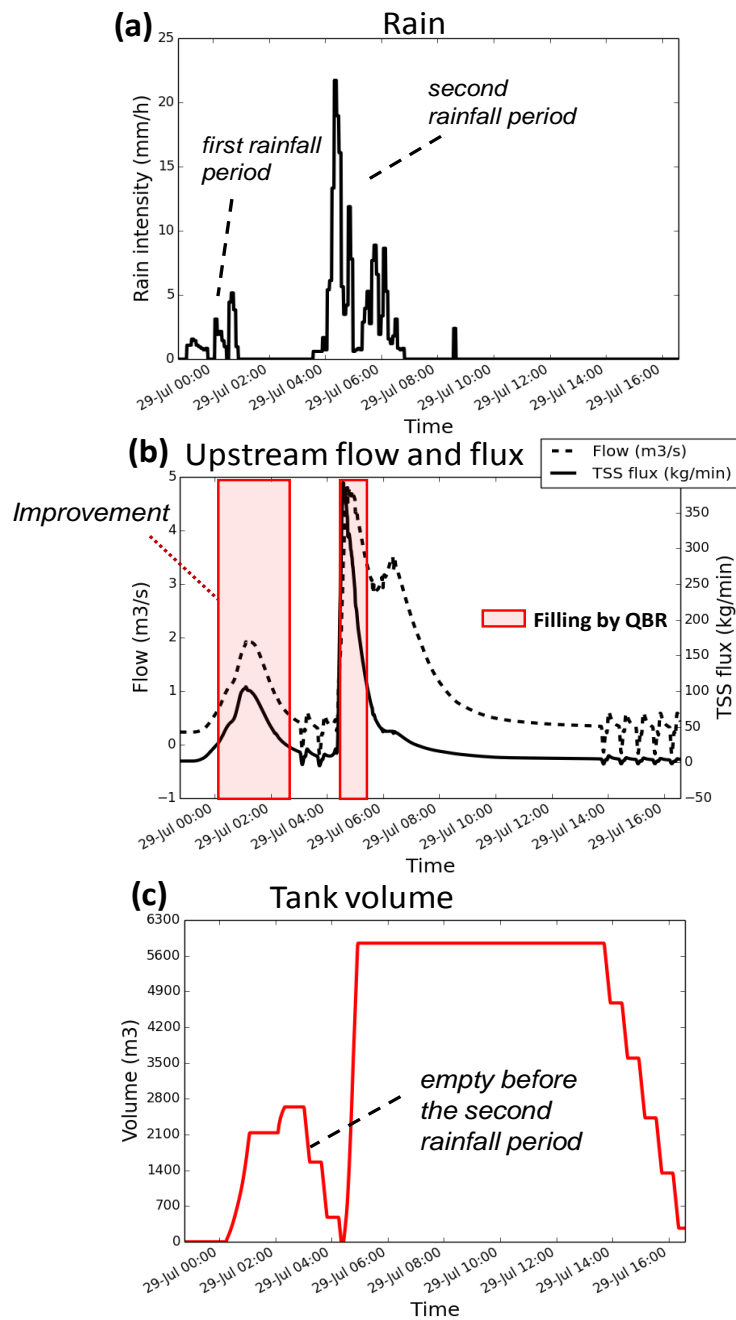 (a) Rain
second
rainfall period
first rainfall
period
Rain intensity (mm/h)
25
20
15
10
5
0
29-Jul 00:00
29-Jul 02:00
29-Jul 04:00
29-Jul 06:00
29-Jul 08:00
29-Jul 10:00
29-Jul 12:00
29-Jul 14:00
29-Jul 16:00
Time
(b) Upstream flow and flux
Flow (m3/s)
TSS flux (kg/min)
Improvement
Filling by QBR
Flow (m3/s)
5
4
3
2
1
0
−1
TSS flux (kg/min)
350
300
250
200
150
100
50
0
−50
29-Jul 00:00
29-Jul 02:00
29-Jul 04:00
29-Jul 06:00
29-Jul 08:00
29-Jul 10:00
29-Jul 12:00
29-Jul 14:00
29-Jul 16:00
Time
(c) Tank volume
Volume (m3)
6300
5600
4900
4200
3500
2800
2100
1400
700
0
empty before
the second
rainfall period
29-Jul 00:00
29-Jul 02:00
29-Jul 04:00
29-Jul 06:00
29-Jul 08:00
29-Jul 10:00
29-Jul 12:00
29-Jul 14:00
29-Jul 16:00
Time